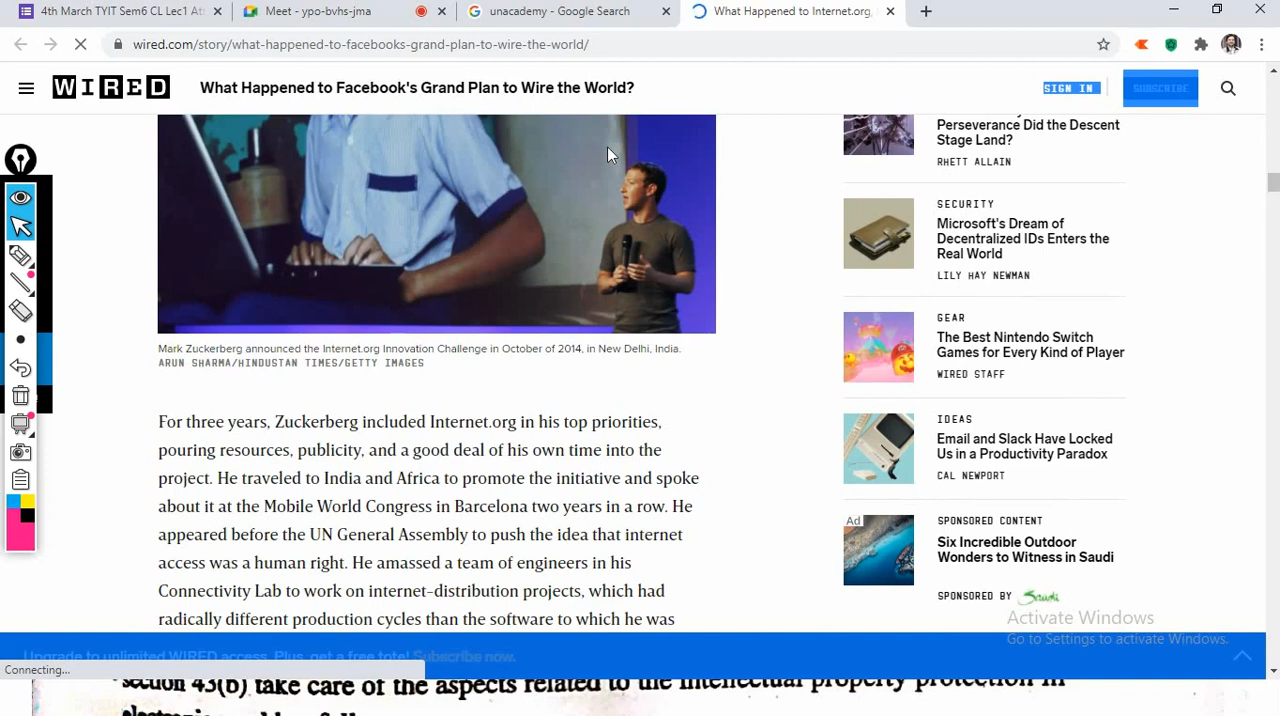 4th March TYIT Sem6 CL Lec1 Att
Meet - ypo-bvhs-jma
unacademy - Google Search
What Happened to Internet.org,
wired.com/story/what-happened-to-facebooks-grand-plan-to-wire-the-world/
WIRED
What Happened to Facebook's Grand Plan to Wire the World?
SIGN IN
SUBSCRIBE
Perseverance Did the Descent
Stage Land?
RHETT ALLAIN
SECURITY
Microsoft's Dream of
Decentralized IDs Enters the
Real World
LILY HAY NEWMAN
GEAR
The Best Nintendo Switch
Games for Every Kind of Player
WIRED STAFF
IDEAS
Email and Slack Have Locked
Us in a Productivity Paradox
CAL NEWPORT
Ad
SPONSORED CONTENT
Six Incredible Outdoor
Wonders to Witness in Saudi
SPONSORED BY Saudi
Mark Zuckerberg announced the Internet.org Innovation Challenge in October of 2014, in New Delhi, India.
ARUN SHARMA/HINDUSTAN TIMES/GETTY IMAGES
For three years, Zuckerberg included Internet.org in his top priorities,
pouring resources, publicity, and a good deal of his own time into the
project. He traveled to India and Africa to promote the initiative and spoke
about it at the Mobile World Congress in Barcelona two years in a row. He
appeared before the UN General Assembly to push the idea that internet
access was a human right. He amassed a team of engineers in his
Connectivity Lab to work on internet-distribution projects, which had
radically different production cycles than the software to which he was
Activate Windows
Go to Settings to activate Windows.
Upgrade to unlimited WIRED access. Plus, get a free tote! Subscribe now.
Connecting...
section 43(b) take care of the aspects related to the intellectual property protection in